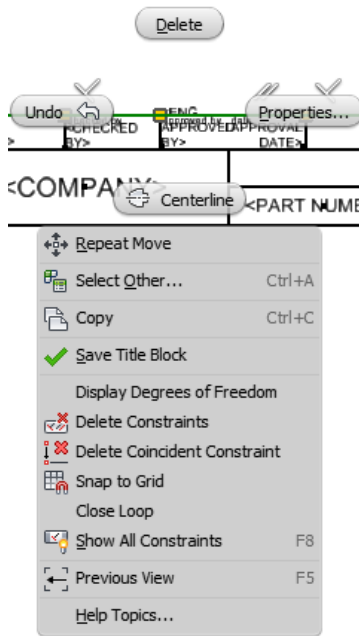 Delete
Undo
Properties...
<CHECKED
BY>
ENG
APPROVED
BY>
APPROVAL
DATE>
<COMPANY>
Centerline
<PART NUMB
Repeat Move
Select Other... Ctrl+A
Copy Ctrl+C
Save Title Block
Display Degrees of Freedom
Delete Constraints
Delete Coincident Constraint
Snap to Grid
Close Loop
Show All Constraints F8
Previous View F5
Help Topics...